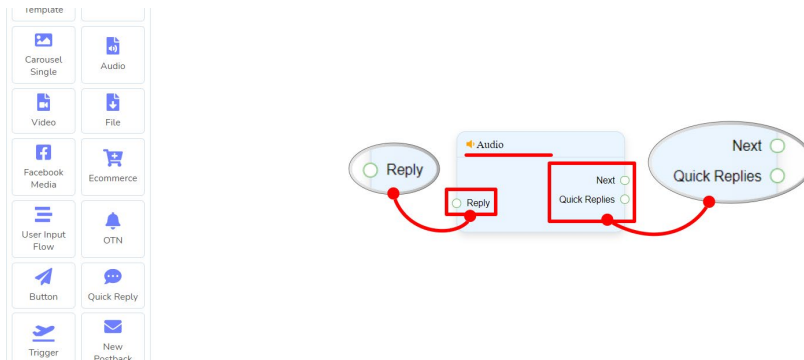 Template
Carousel
Single
Audio
Video
File
Facebook
Media
Ecommerce
User Input
Flow
OTN
Button
Quick Reply
Trigger
New
Postback
Reply
Audio
Next
Quick Replies
Reply
Next
Quick Replies